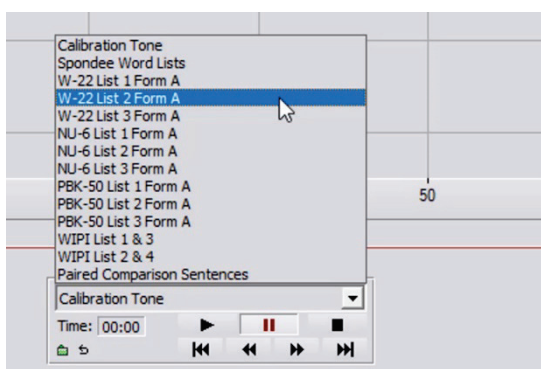 Calibration Tone
Spondee Word Lists
W-22 List 1 Form A
W-22 List 2 Form A
W-22 List 3 Form A
NU-6 List 1 Form A
NU-6 List 2 Form A
NU-6 List 3 Form A
PBK-50 List 1 Form A
PBK-50 List 2 Form A
PBK-50 List 3 Form A
WIPI List 1 & 3
WIPI List 2 & 4
Paired Comparison Sentences
50
Calibration Tone
Time: 00:00